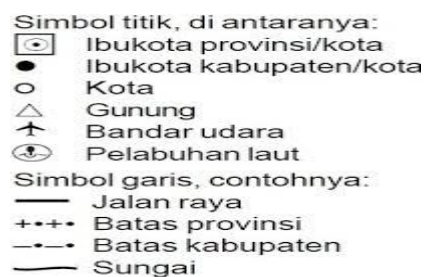 Simbol titik, di antaranya:
Ibukota provinsi/kota
Ibukota kabupaten/kota
Kota
Gunung
Bandar udara
Pelabuhan laut
Simbol garis, contohnya:
Jalan raya
Batas provinsi
Batas kabupaten
Sungai